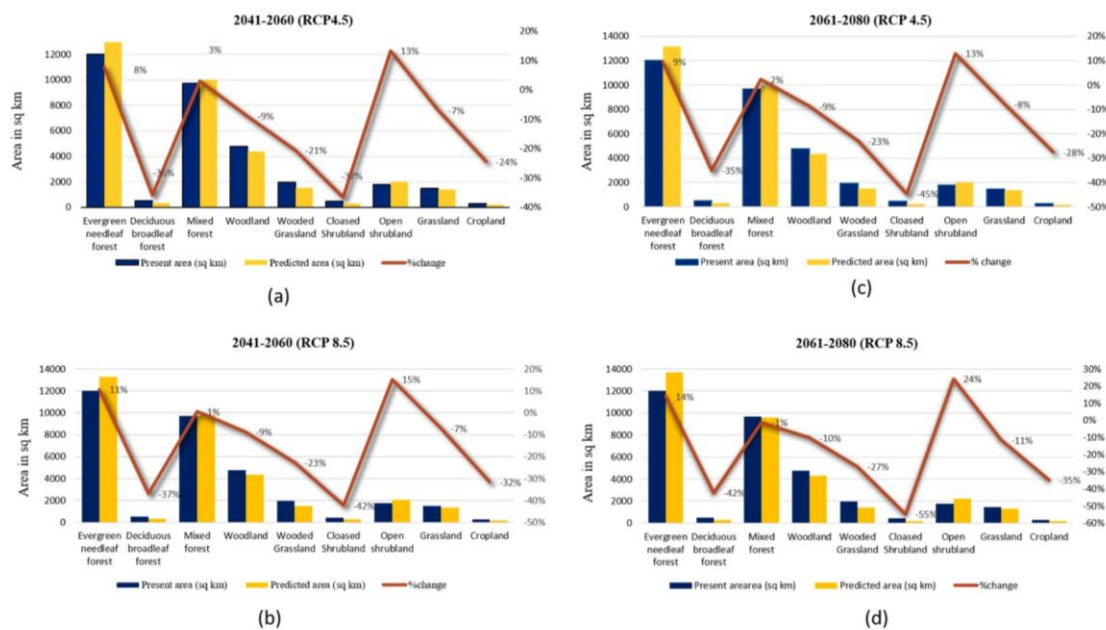 2041-2060 (RCP4.5)
12000
10000
8000
6000
4000
2000
0
Area in sq km
20%
10%
0%
-10%
-20%
-30%
-40%
8%
-36%
3%
-9%
-21%
-37%
13%
-7%
-24%
Evergreen needleaf forest
Deciduous broadleaf forest
Mixed forest
Woodland
Wooded Grassland
Cloased Shrubland
Open shrubland
Grassland
Cropland
Present area (sq km)
Predicted area (sq km)
%change
(a)
2061-2080 (RCP 4.5)
14000
12000
10000
8000
6000
4000
2000
0
Area in sq km
20%
10%
0%
-10%
-20%
-30%
-40%
-50%
9%
-35%
2%
-9%
-23%
-45%
13%
-8%
-28%
Evergreen needleaf forest
Deciduous broadleaf forest
Mixed forest
Woodland
Wooded Grassland
Cloased Shrubland
Open shrubland
Grassland
Cropland
Present area (sq km)
Predicted area (sq km)
% change
(c)
2041-2060 (RCP 8.5)
14000
12000
10000
8000
6000
4000
2000
0
Area in sq km
20%
10%
0%
-10%
-20%
-30%
-40%
-50%
11%
-37%
1%
-9%
-23%
-42%
15%
-7%
-32%
Evergreen needleaf forest
Deciduous broadleaf forest
Mixed forest
Woodland
Wooded Grassland
Cloased Shrubland
Open shrubland
Grassland
Cropland
Present area (sq km)
Predicted area (sq km)
%change
(b)
2061-2080 (RCP 8.5)
14000
12000
10000
8000
6000
4000
2000
0
Area in sq km
30%
20%
10%
0%
-10%
-20%
-30%
-40%
-50%
-60%
14%
-42%
-1%
-10%
-27%
-55%
24%
-11%
-35%
Evergreen needleaf forest
Deciduous broadleaf forest
Mixed forest
Woodland
Wooded Grassland
Cloased Shrubland
Open shrubland
Grassland
Cropland
Present arearea (sq km)
Predicted area (sq km)
%change
(d)